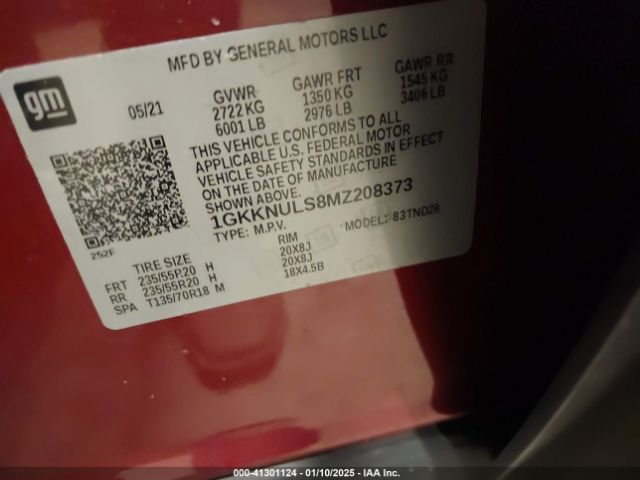 MFD BY GENERAL MOTORS LLC
gm
05/21
GVWR
2722 KG
6001 LB
GAWR FRT
1350 KG
2976 LB
GAWR RR
1545 KG
3406 LB
THIS VEHICLE CONFORMS TO ALL
APPLICABLE U.S. FEDERAL MOTOR
VEHICLE SAFETY STANDARDS IN EFFECT
ON THE DATE OF MANUFACTURE
SHOWN ABOVE.
1GKKNULS8MZ208373
TYPE: M.P.V. MODEL: 83TND26
252F
TIRE SIZE RIM
FRT 235/55R20 H 20X8J
RR 235/55R20 H 20X8J
SPA T135/70R18 M 18X4.5B
000-41301124 — 01/10/2025 - IAA Inc.